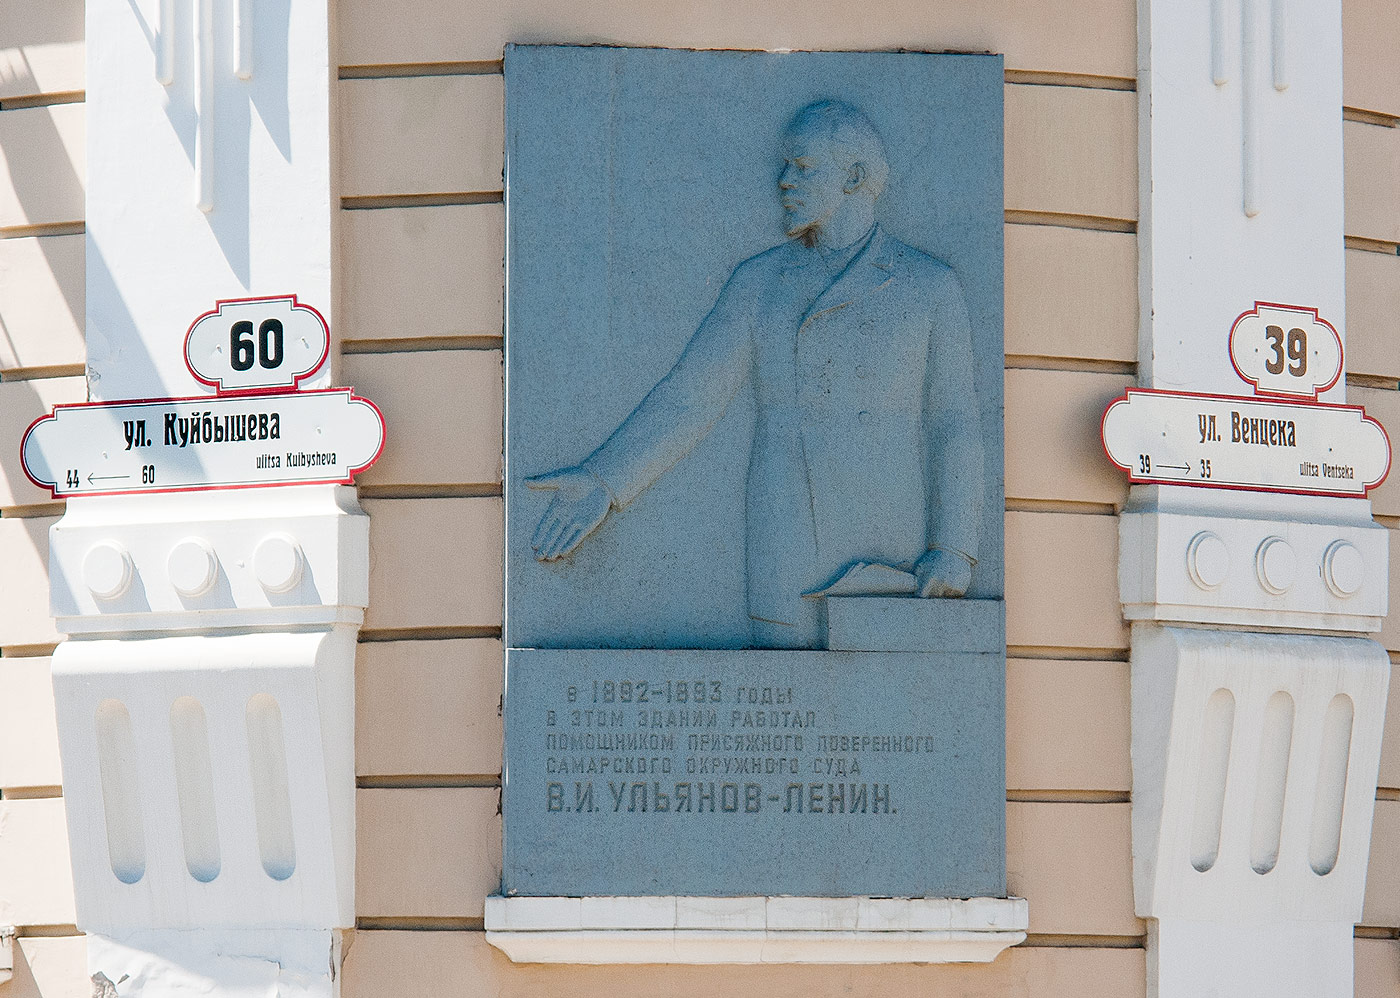 60
ул. Куйбышева
ulitsa Kuibysheva
44 ← 60
в 1892-1893 годы
в этом здании работал
помощником присяжного поверенного
Самарского окружного суда
В.И. УЛЬЯНОВ-ЛЕНИН.
39
ул. Венцека
39 → 35
ulitsa Ventseka